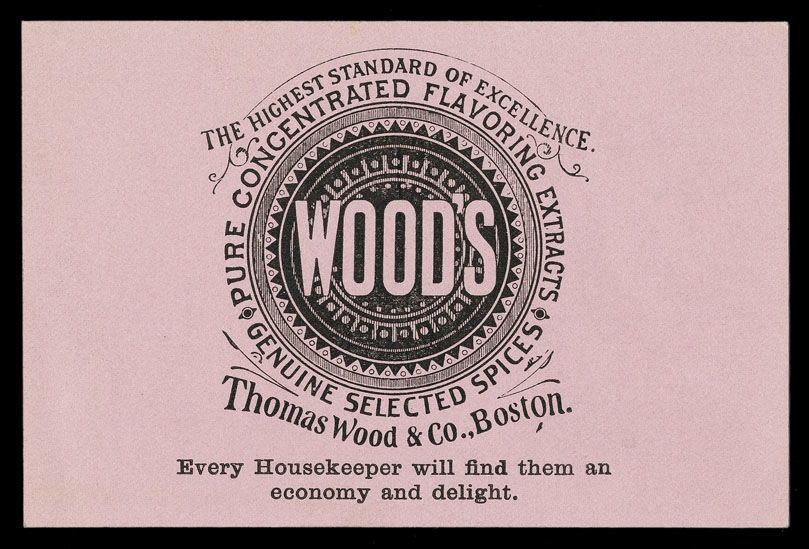 THE HIGHEST STANDARD OF EXCELLENCE.
PURE CONCENTRATED FLAVORING EXTRACTS
WOOD'S
GENUINE SELECTED SPICES
Thomas Wood & Co., Boston.
Every Housekeeper will find them an
economy and delight.